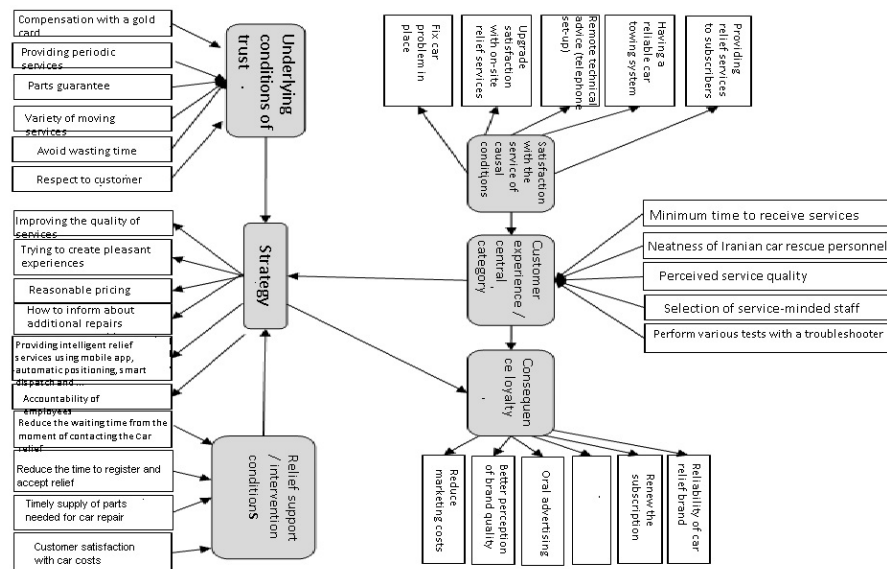 Compensation with a gold
card
Providing periodic
services
Parts guarantee
Variety of moving
services
Avoid wasting time
Respect to customer
Underlying
conditions of
trust .
Fix car
problem in
place
Upgrade
satisfaction
with on-site
relief services
Remote technical
advice (telephone
set-up)
Having a
reliable car
towing system
Providing
relief services
to subscribers
Satisfaction
with the
service of
causal
conditions
Improving the quality of
services
Trying to create pleasant
experiences
Reasonable pricing
How to inform about
additional repairs
Providing intelligent relief
services using mobile app,
automatic positioning, smart
dispatch and ...
Accountability of
employees
Strategy
Customer
experience /
central
category
Minimum time to receive services
Neatness of Iranian car rescue personnel
Perceived service quality
Selection of service-minded staff
Perform various tests with a troubleshooter
Consequen
ce loyalty
.
Reduce the waiting time from the
moment of contacting the Car
relief
Reduce the time to register and
accept relief
Timely supply of parts
needed for car repair
Customer satisfaction
with car costs
Relief support
/ intervention
conditions
Reduce
marketing costs
Better perception
of brand quality
Oral advertising
.
Renew the
subscription
Reliability of car
relief brand